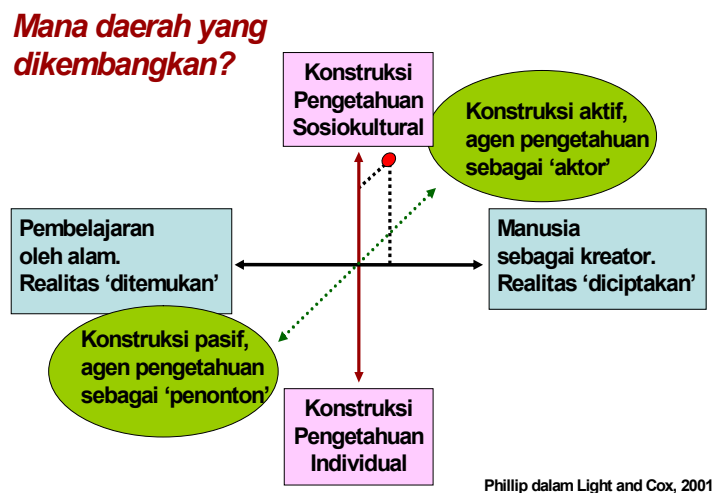 Mana daerah yang
dikembangkan?
Konstruksi
Pengetahuan
Sosiokultural
Konstruksi aktif,
agen pengetahuan
sebagai ‘aktor’
Pembelajaran
oleh alam.
Realitas ‘ditemukan’
Manusia
sebagai kreator.
Realitas ‘diciptakan’
Konstruksi pasif,
agen pengetahuan
sebagai ‘penonton’
Konstruksi
Pengetahuan
Individual
Phillip dalam Light and Cox, 2001